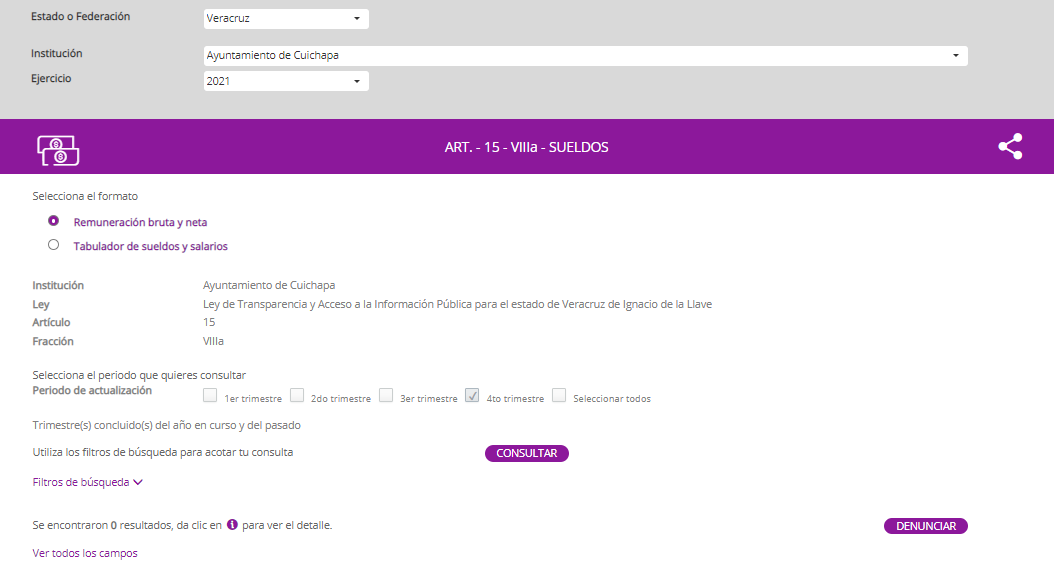 Estado o Federación Veracruz
Institución Ayuntamiento de Cuichapa
Ejercicio 2021
ART. - 15 - VIIIa - SUELDOS
Selecciona el formato
Remuneración bruta y neta
Tabulador de sueldos y salarios
Institución Ayuntamiento de Cuichapa
Ley Ley de Transparencia y Acceso a la Información Pública para el estado de Veracruz de Ignacio de la Llave
Artículo 15
Fracción VIIIa
Selecciona el periodo que quieres consultar
Periodo de actualización 1er trimestre 2do trimestre 3er trimestre 4to trimestre Seleccionar todos
Trimestre(s) concluido(s) del año en curso y del pasado
Utiliza los filtros de búsqueda para acotar tu consulta CONSULTAR
Filtros de búsqueda
Se encontraron 0 resultados, da clic en i para ver el detalle. DENUNCIAR
Ver todos los campos